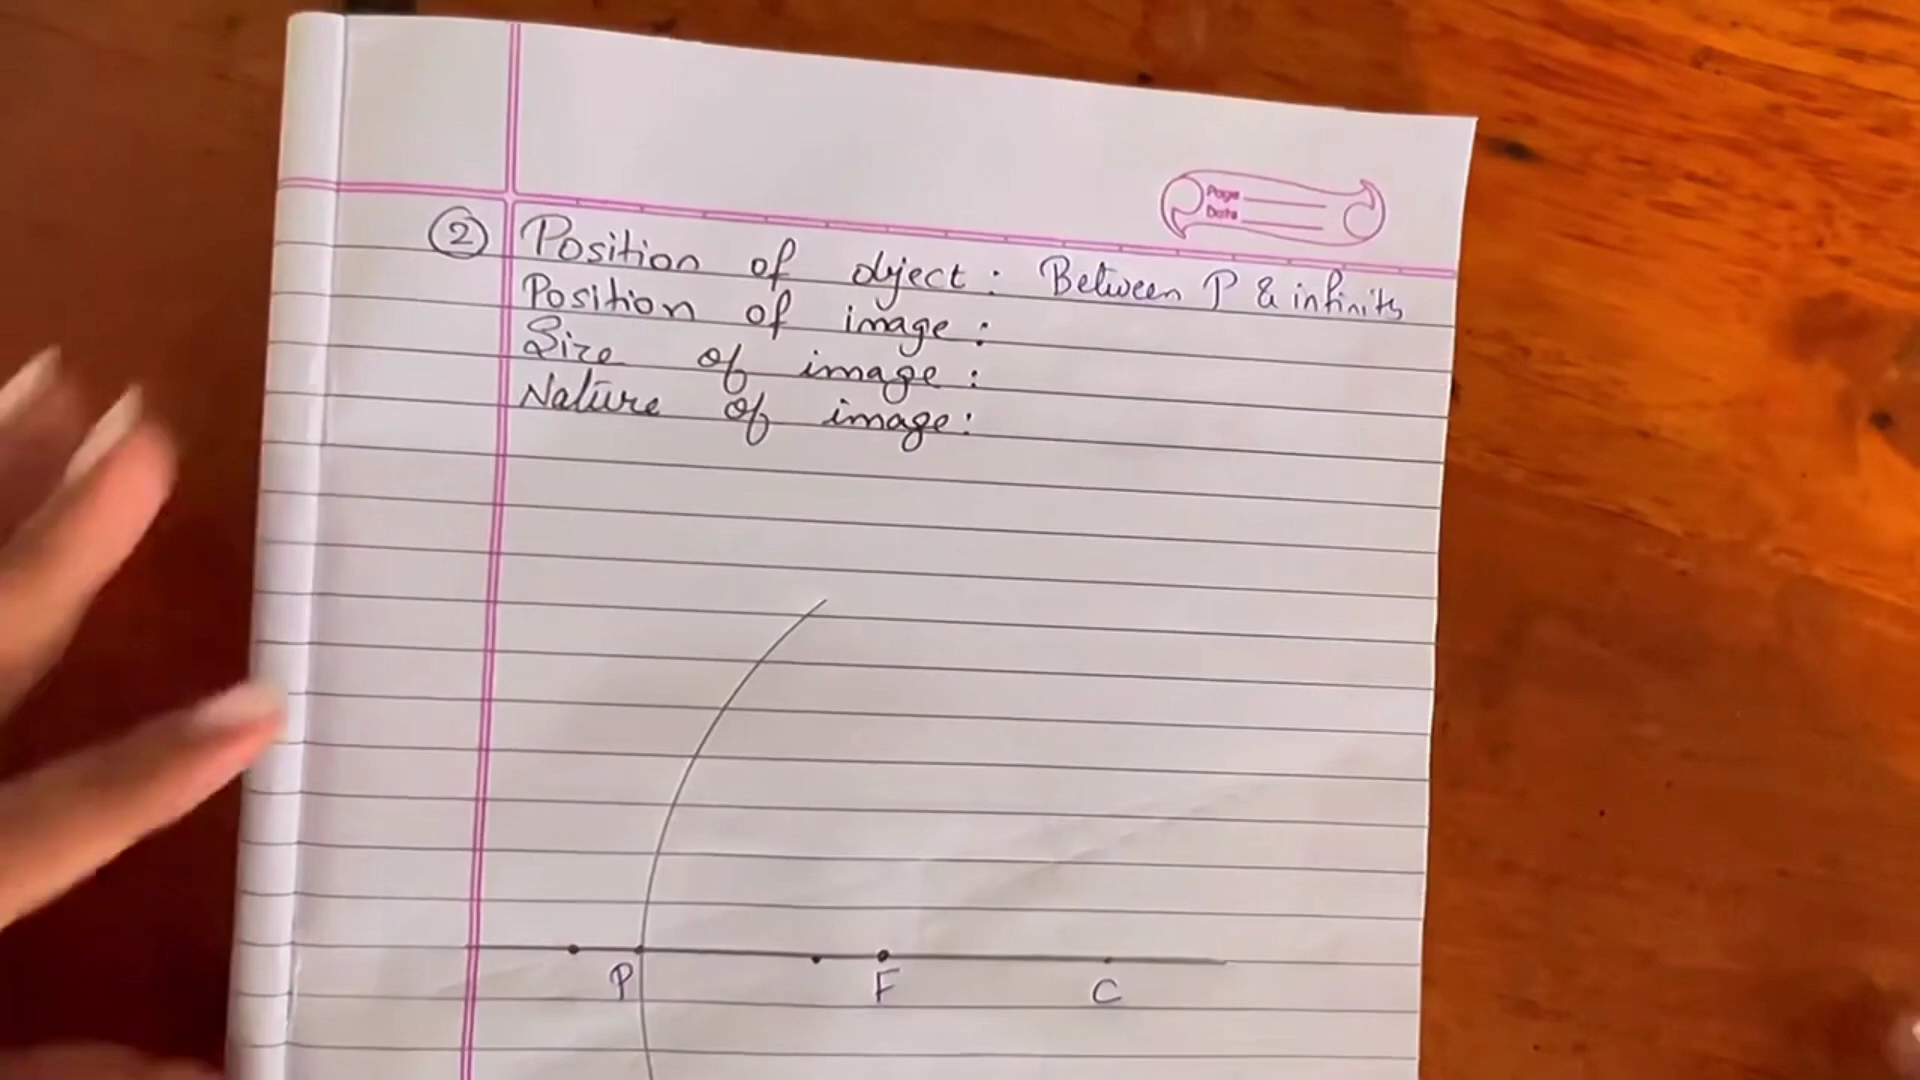 Page
Date
② Position of object : Between P & infinity
Position of image :
Size of image :
Nature of image :
P F C